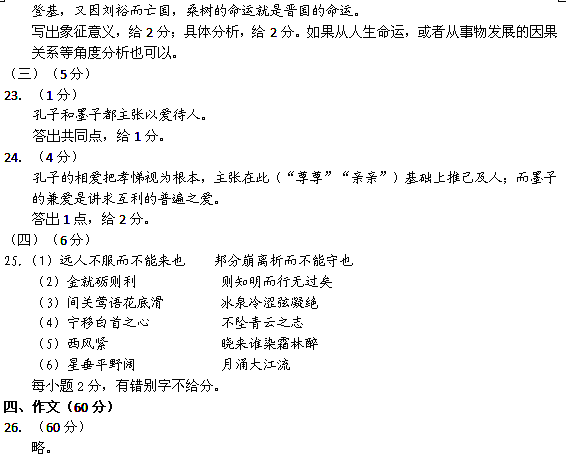 登基，又因刘裕而亡国，桑树的命运就是晋国的命运。
写出象征意义，给 2 分；具体分析，给 2 分。如果从人生命运，或者从事物发展的因果
关系等角度分析也可以。
（三）（5 分）
23. （1 分）
孔子和墨子都主张以爱待人。
答出共同点，给 1 分。
24. （4 分）
孔子的相爱把孝悌视为根本，主张在此（“尊尊”“亲亲”）基础上推己及人；而墨子
的兼爱是讲求互利的普遍之爱。
答出 1 点，给 2 分。
（四）（6 分）
25.（1）远人不服而不能来也 邦分崩离析而不能守也
（2）金就砺则利 则知明而行无过矣
（3）间关莺语花底滑 冰泉冷涩弦凝绝
（4）宁移白首之心 不坠青云之志
（5）西风紧 晓来谁染霜林醉
（6）星垂平野阔 月涌大江流
每小题 2 分，有错别字不给分。
四、作文（60 分）
26. （60 分）
略。